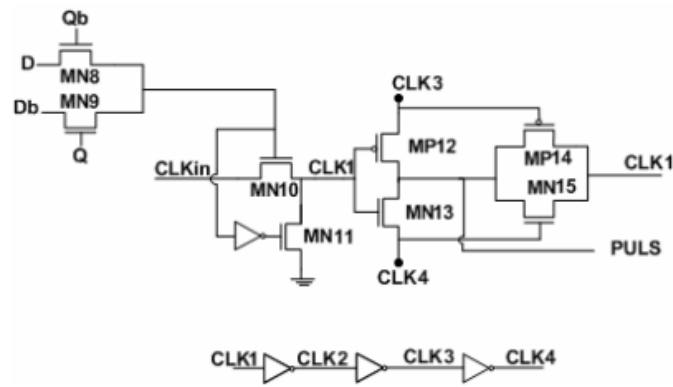 Qb
D
MN8
Db
MN9
Q
CLKin
MN10
CLK1
MN11
CLK3
MP12
MN13
CLK4
MP14
MN15
CLK1
PULS
CLK1 CLK2 CLK3 CLK4